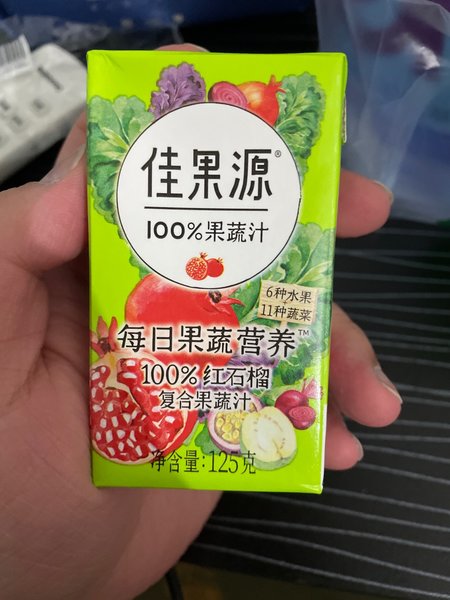 佳果源®
100%果蔬汁
6种水果
+
11种蔬菜
每日果蔬营养™
100%红石榴
复合果蔬汁
净含量:125克